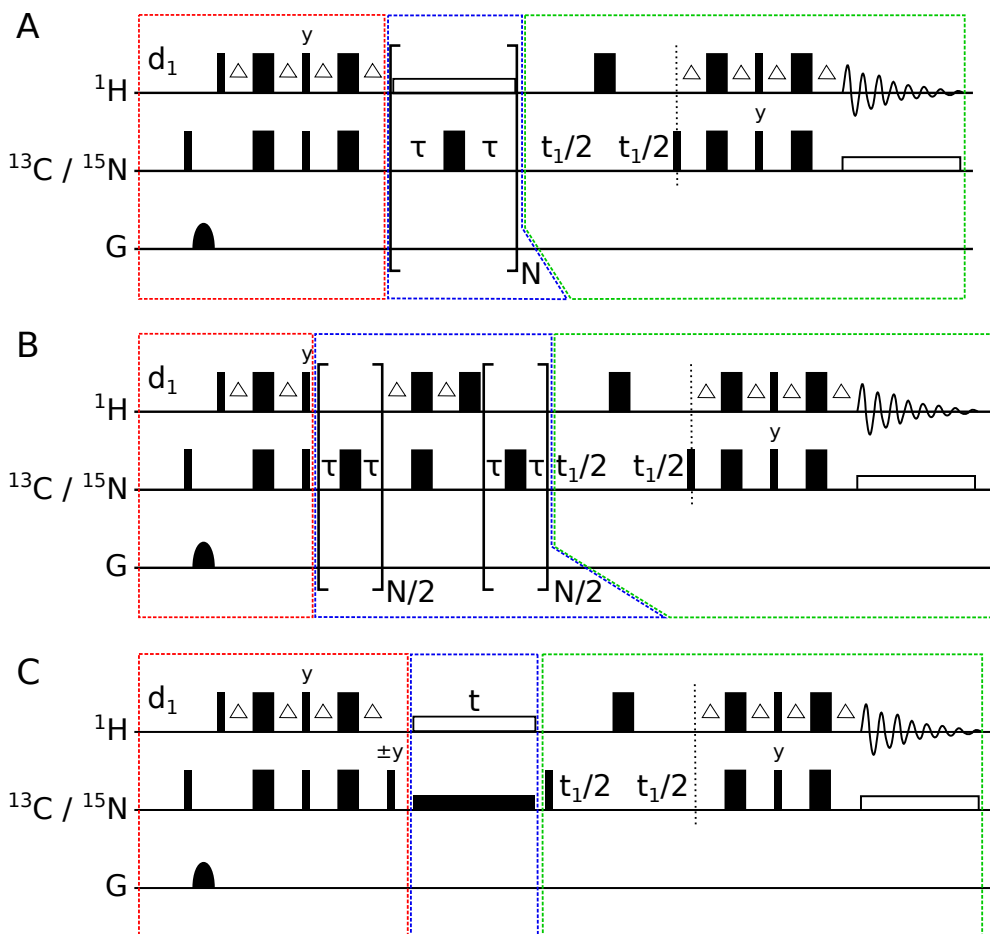 A
y
d₁
¹H
y
¹³C / ¹⁵N τ τ t₁/2 t₁/2
G
N
B
y
d₁
¹H
y
¹³C / ¹⁵N τ τ τ τ t₁/2 t₁/2
G
N/2 N/2
C
y t
d₁
¹H
±y y
¹³C / ¹⁵N t₁/2 t₁/2
G